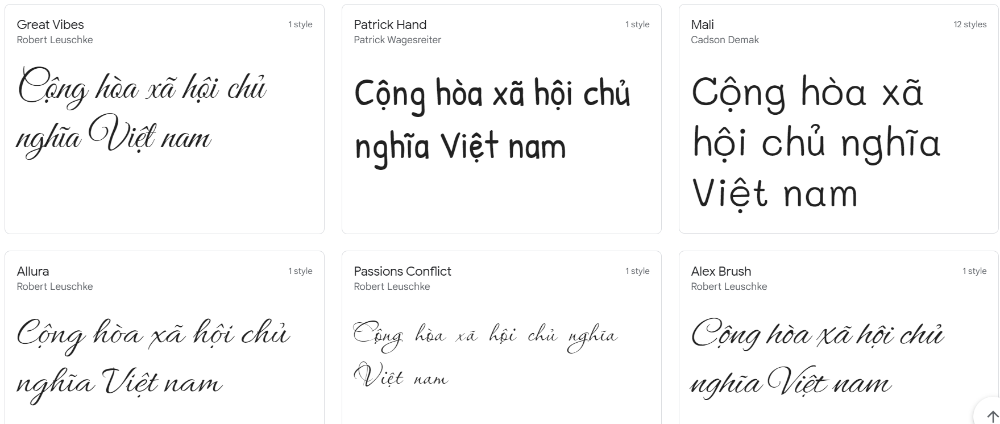 Great Vibes
1 style
Robert Leuschke
Cộng hòa xã hội chủ
nghĩa Việt nam
Patrick Hand
1 style
Patrick Wagesreiter
Cộng hòa xã hội chủ
nghĩa Việt nam
Mali
12 styles
Cadson Demak
Cộng hòa xã
hội chủ nghĩa
Việt nam
Allura
1 style
Robert Leuschke
Cộng hòa xã hội chủ
nghĩa Việt nam
Passions Conflict
1 style
Robert Leuschke
Cộng hòa xã hội chủ nghĩa
Việt nam
Alex Brush
1 style
Robert Leuschke
Cộng hòa xã hội chủ
nghĩa Việt nam